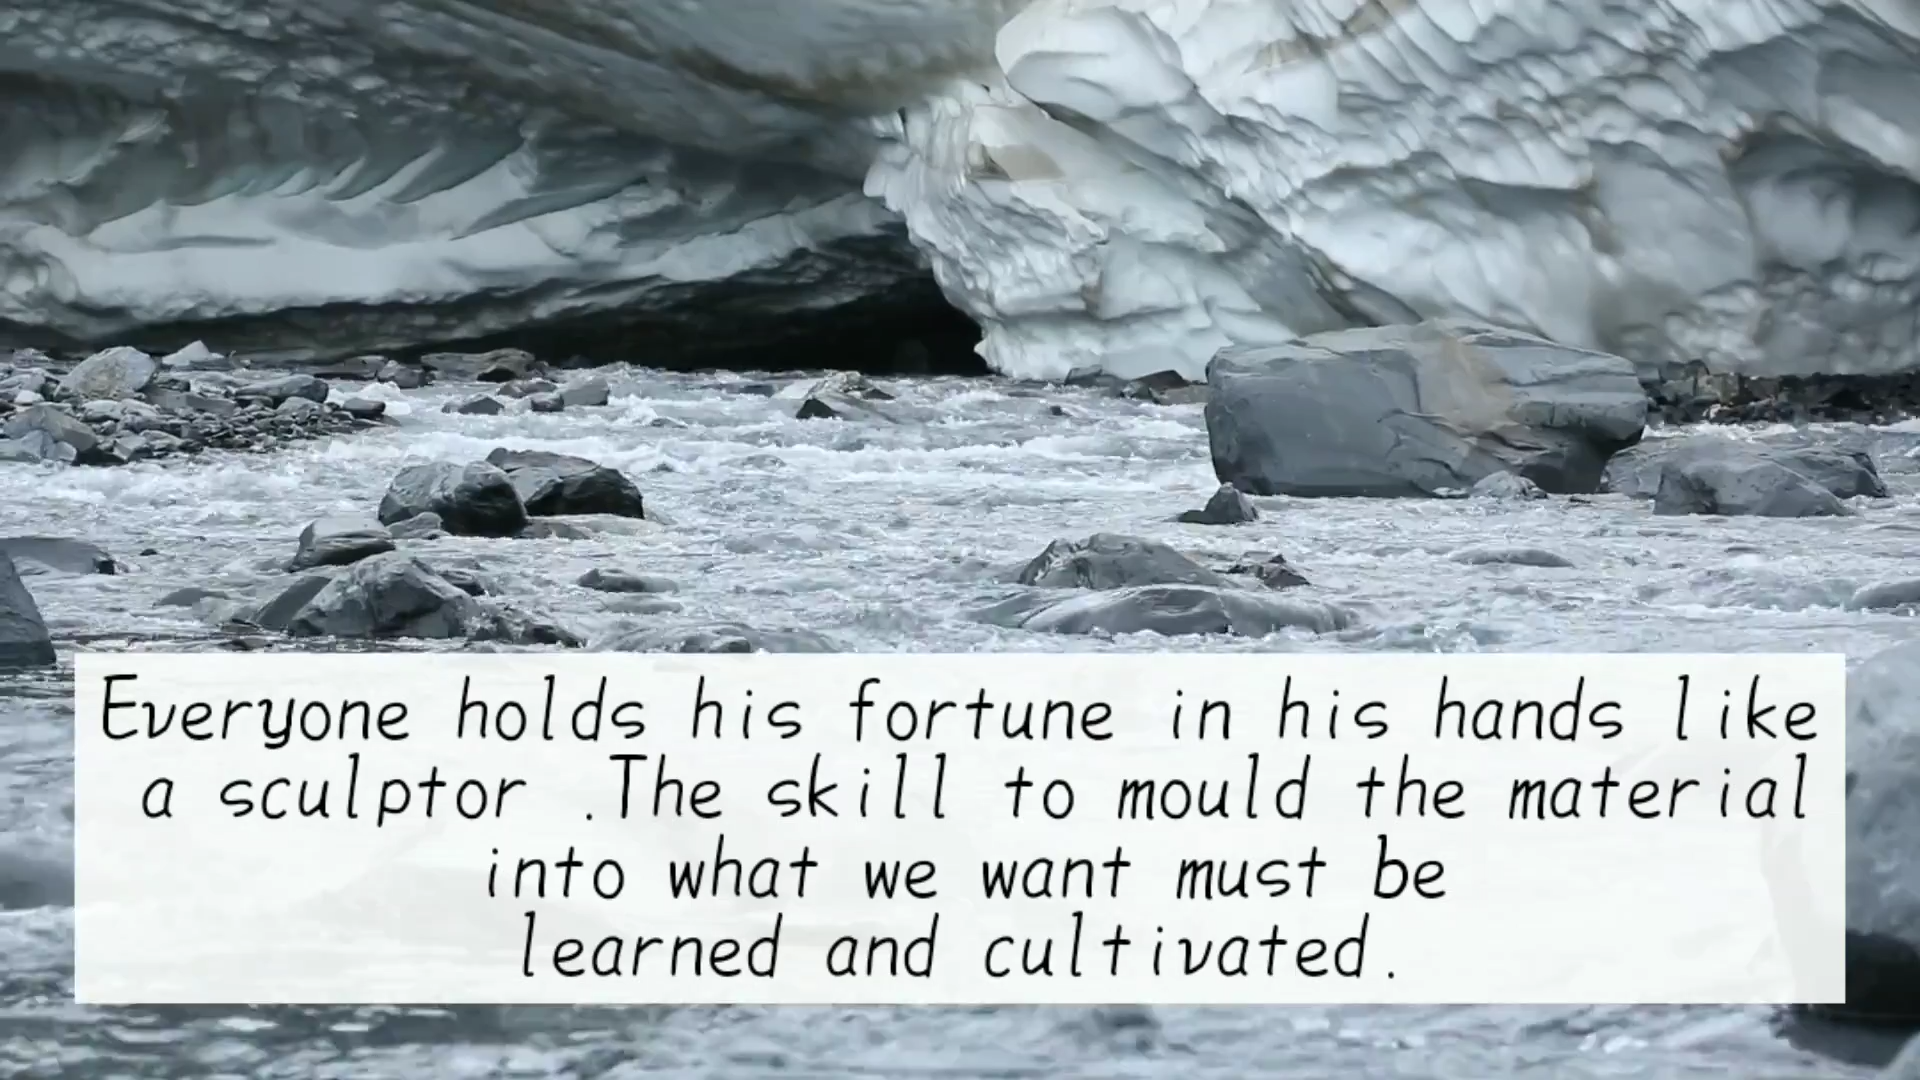 Everyone holds his fortune in his hands like
a sculptor .The skill to mould the material
into what we want must be
learned and cultivated.